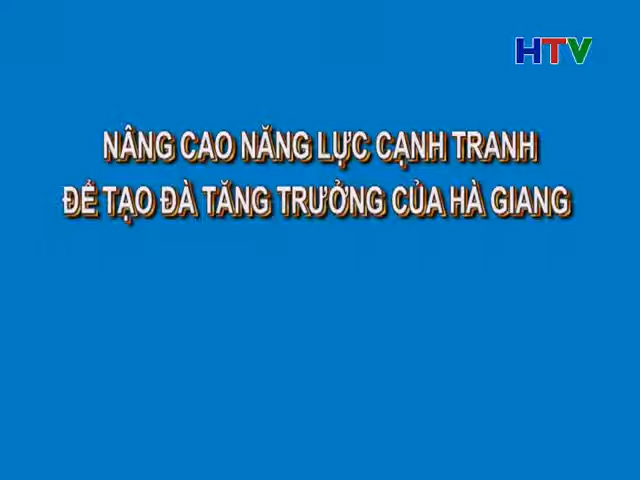 HTV
NÂNG CAO NĂNG LỰC CẠNH TRANH
ĐỂ TẠO ĐÀ TĂNG TRƯỞNG CỦA HÀ GIANG